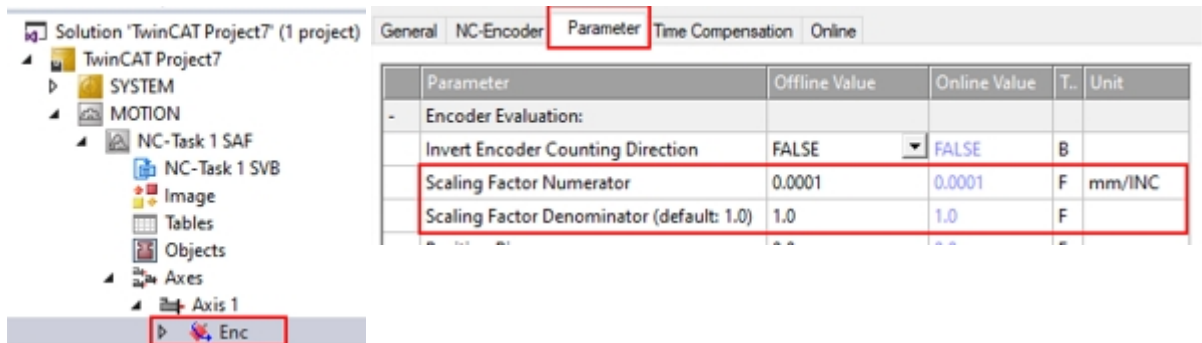 Solution 'TwinCAT Project7' (1 project)
TwinCAT Project7
SYSTEM
MOTION
NC-Task 1 SAF
NC-Task 1 SVB
Image
Tables
Objects
Axes
Axis 1
Enc
General NC-Encoder Parameter Time Compensation Online
Parameter Offline Value Online Value T.. Unit
- Encoder Evaluation:
Invert Encoder Counting Direction FALSE FALSE B
Scaling Factor Numerator 0.0001 0.0001 F mm/INC
Scaling Factor Denominator (default: 1.0) 1.0 1.0 F